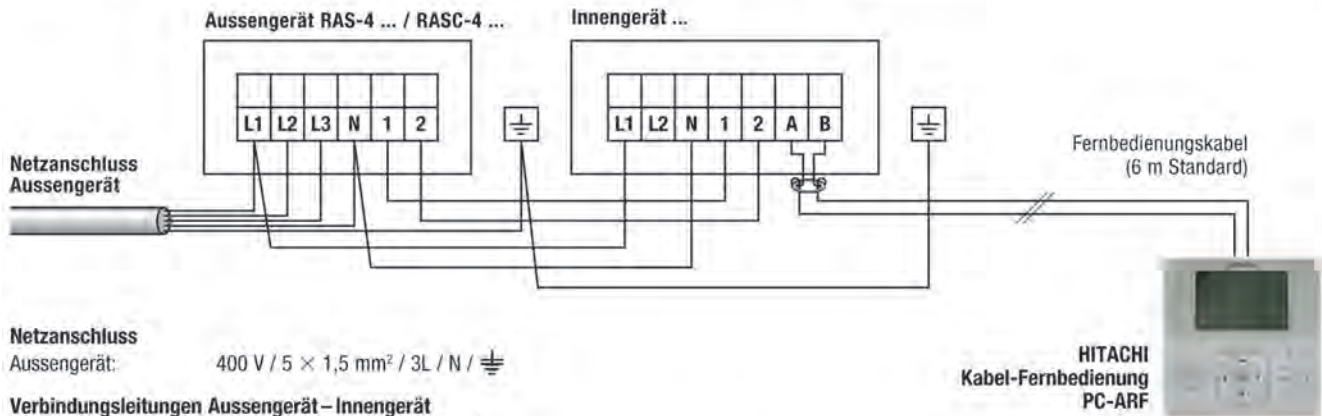 Aussengerät RAS-4 ... / RASC-4 ...
Innengerät ...
L1 L2 L3 N 1 2
L1 L2 N 1 2 A B
Netzanschluss
Aussengerät
Fernbedienungskabel
(6 m Standard)
Netzanschluss
Aussengerät: 400 V / 5 × 1,5 mm² / 3L / N / ⏚
HITACHI
Kabel-Fernbedienung
PC-ARF
Verbindungsleitungen Aussengerät – Innengerät